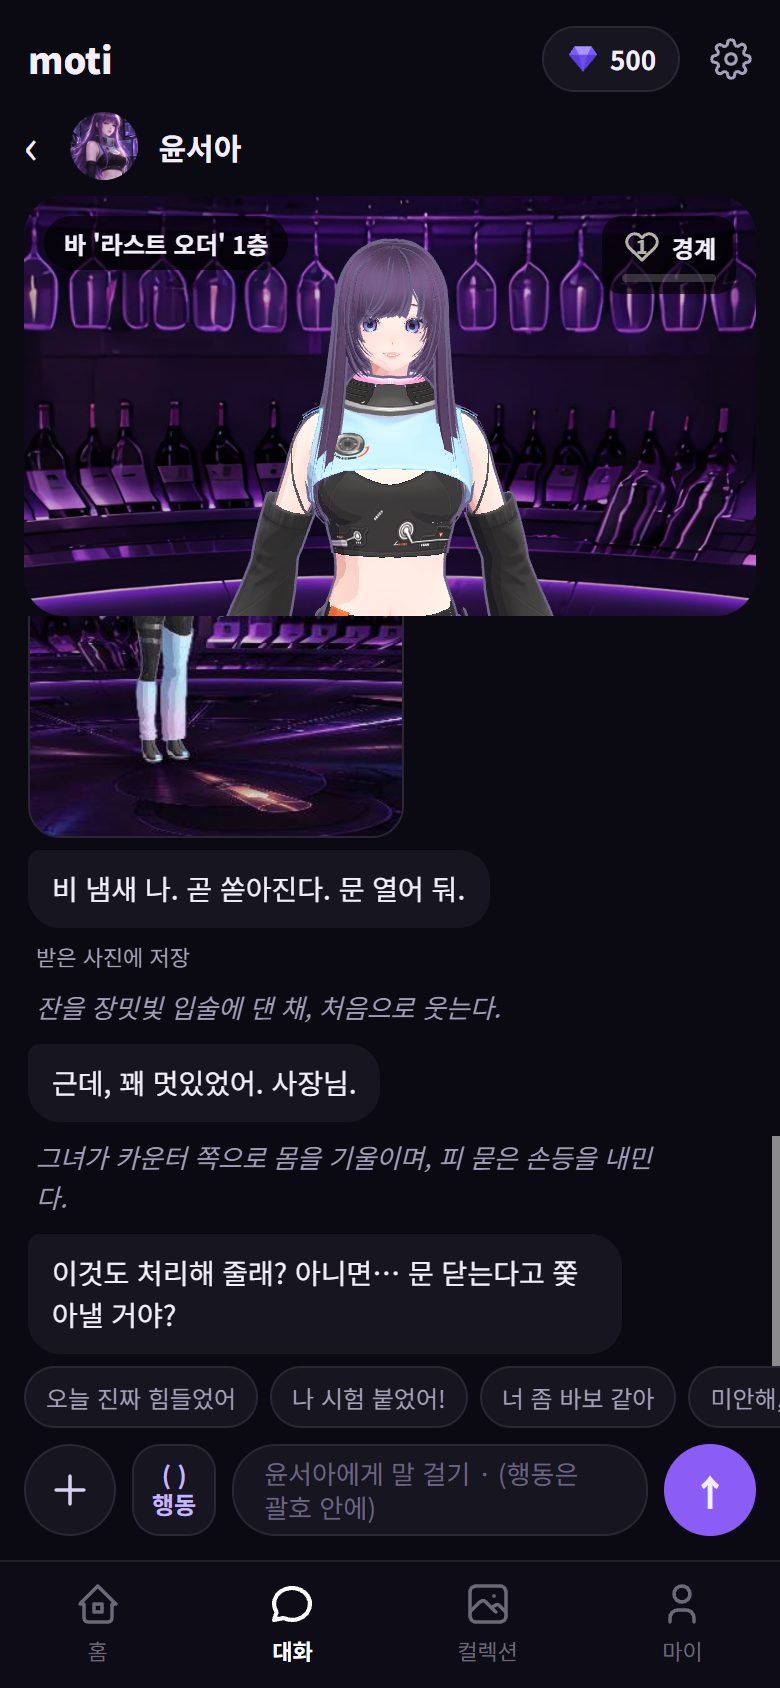 moti
500
윤서아
바 '라스트 오더' 1층
1 경계
비 냄새 나. 곧 쏟아진다. 문 열어 둬.
받은 사진에 저장
잔을 장밋빛 입술에 댄 채, 처음으로 웃는다.
근데, 꽤 멋있었어. 사장님.
그녀가 카운터 쪽으로 몸을 기울이며, 피 묻은 손등을 내민
다.
이것도 처리해 줄래? 아니면… 문 닫는다고 쫓
아낼 거야?
오늘 진짜 힘들었어
나 시험 붙었어!
너 좀 바보 같아
미안해,
( )
행동
윤서아에게 말 걸기 · (행동은
괄호 안에)
홈
대화
컬렉션
마이